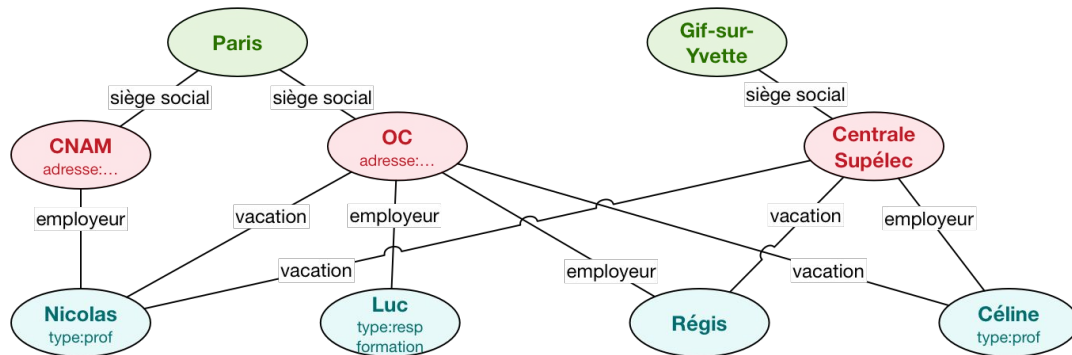 Paris
Gif-sur-
Yvette
siège social
siège social
siège social
CNAM
adresse:...
OC
adresse:...
Centrale
Supélec
employeur
vacation
employeur
vacation
employeur
vacation
employeur
vacation
Nicolas
type:prof
Luc
type:resp
formation
Régis
Céline
type:prof